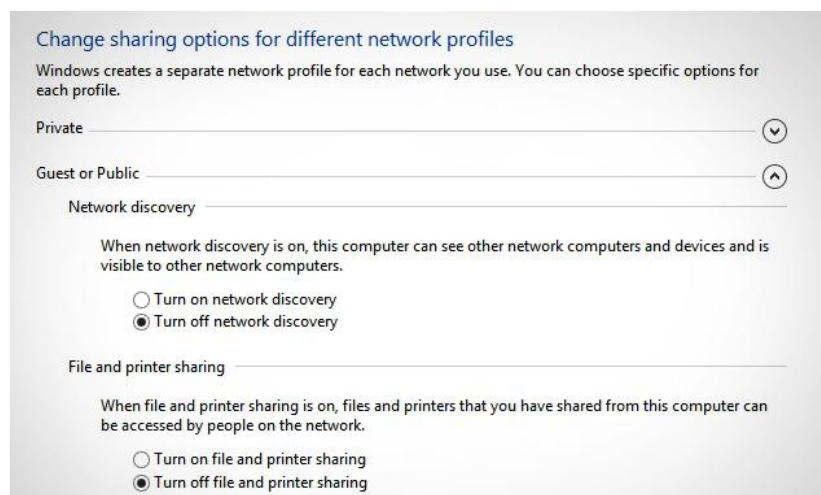 Change sharing options for different network profiles
Windows creates a separate network profile for each network you use. You can choose specific options for
each profile.
Private
Guest or Public
Network discovery
When network discovery is on, this computer can see other network computers and devices and is
visible to other network computers.
Turn on network discovery
Turn off network discovery
File and printer sharing
When file and printer sharing is on, files and printers that you have shared from this computer can
be accessed by people on the network.
Turn on file and printer sharing
Turn off file and printer sharing